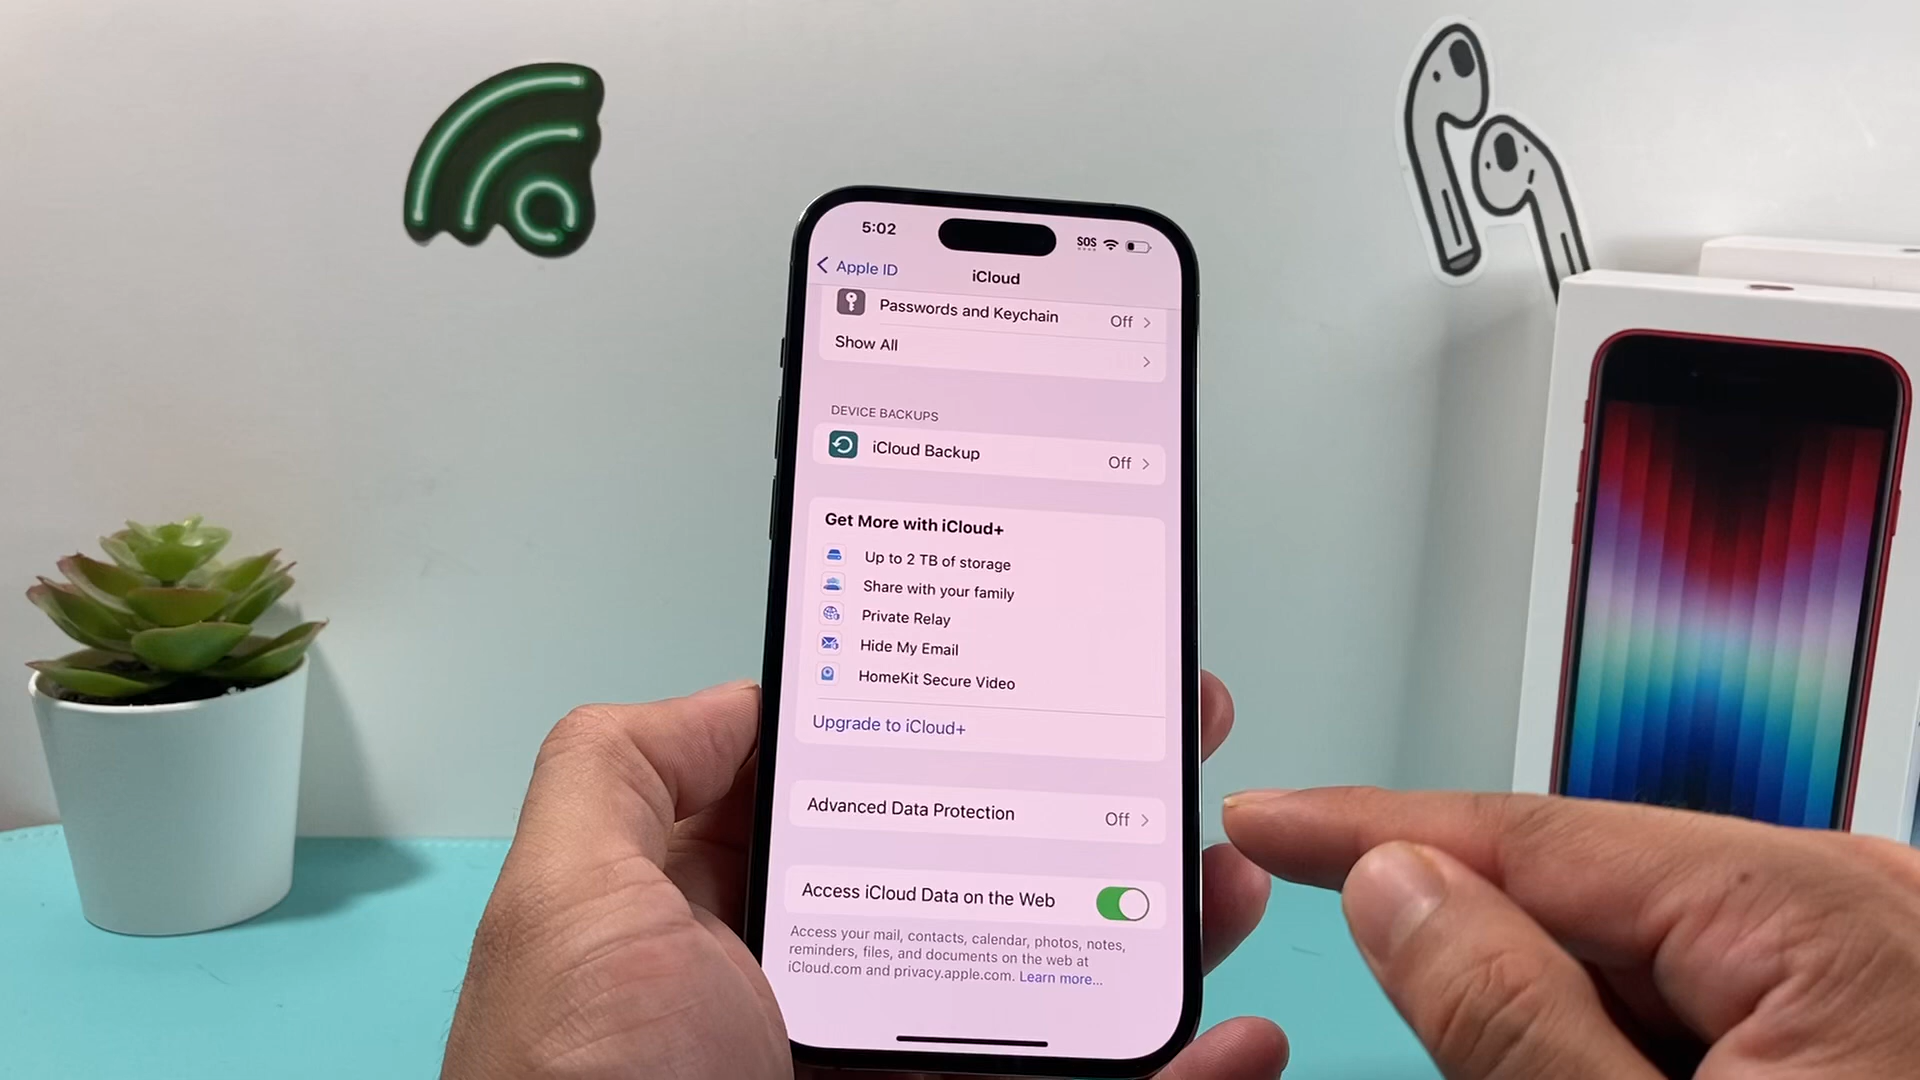 5:02
SOS
Apple ID
iCloud
Passwords and Keychain Off
Show All
DEVICE BACKUPS
iCloud Backup Off
Get More with iCloud+
Up to 2 TB of storage
Share with your family
Private Relay
Hide My Email
HomeKit Secure Video
Upgrade to iCloud+
Advanced Data Protection Off
Access iCloud Data on the Web
Access your mail, contacts, calendar, photos, notes,
reminders, files, and documents on the web at
iCloud.com and privacy.apple.com. Learn more...